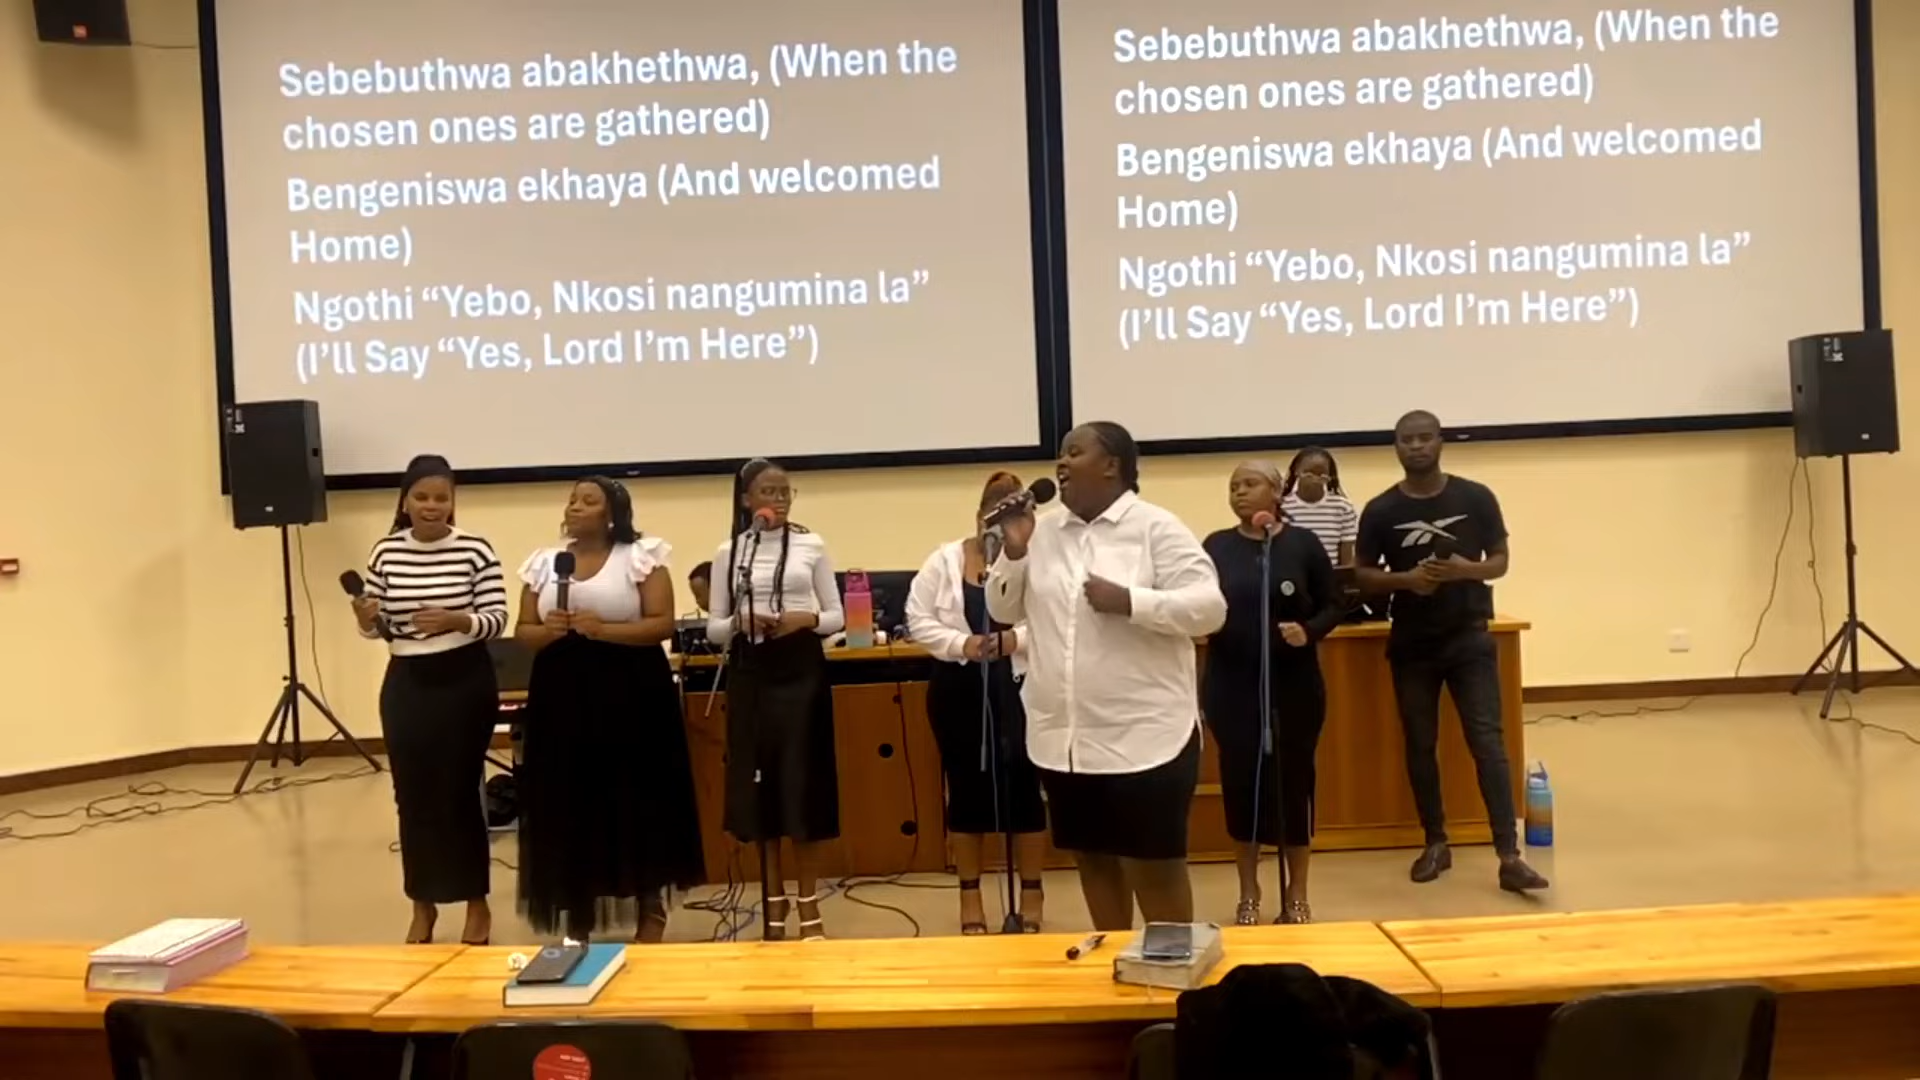 Sebebuthwa abakhethwa, (When the
chosen ones are gathered)
Bengeniswa ekhaya (And welcomed
Home)
Ngothi “Yebo, Nkosi nangumina la”
(I’ll Say “Yes, Lord I’m Here”)
Sebebuthwa abakhethwa, (When the
chosen ones are gathered)
Bengeniswa ekhaya (And welcomed
Home)
Ngothi “Yebo, Nkosi nangumina la”
(I’ll Say “Yes, Lord I’m Here”)